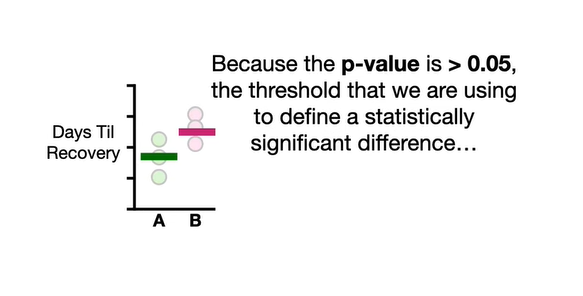 Because the p-value is > 0.05,
the threshold that we are using
to define a statistically
significant difference…
Days Til
Recovery
A
B